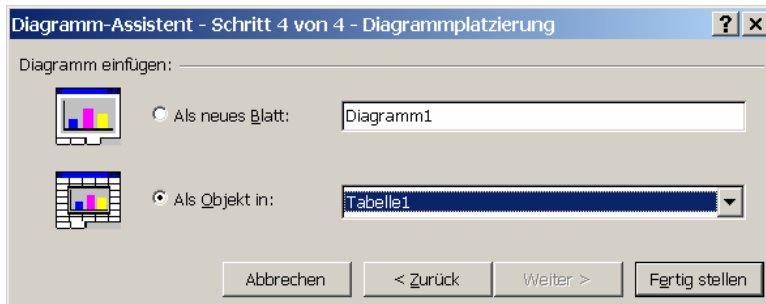 Diagramm-Assistent - Schritt 4 von 4 - Diagrammplatzierung
Diagramm einfügen:
Als neues Blatt: Diagramm1
Als Objekt in: Tabelle1
Abbrechen < Zurück Weiter > Fertig stellen